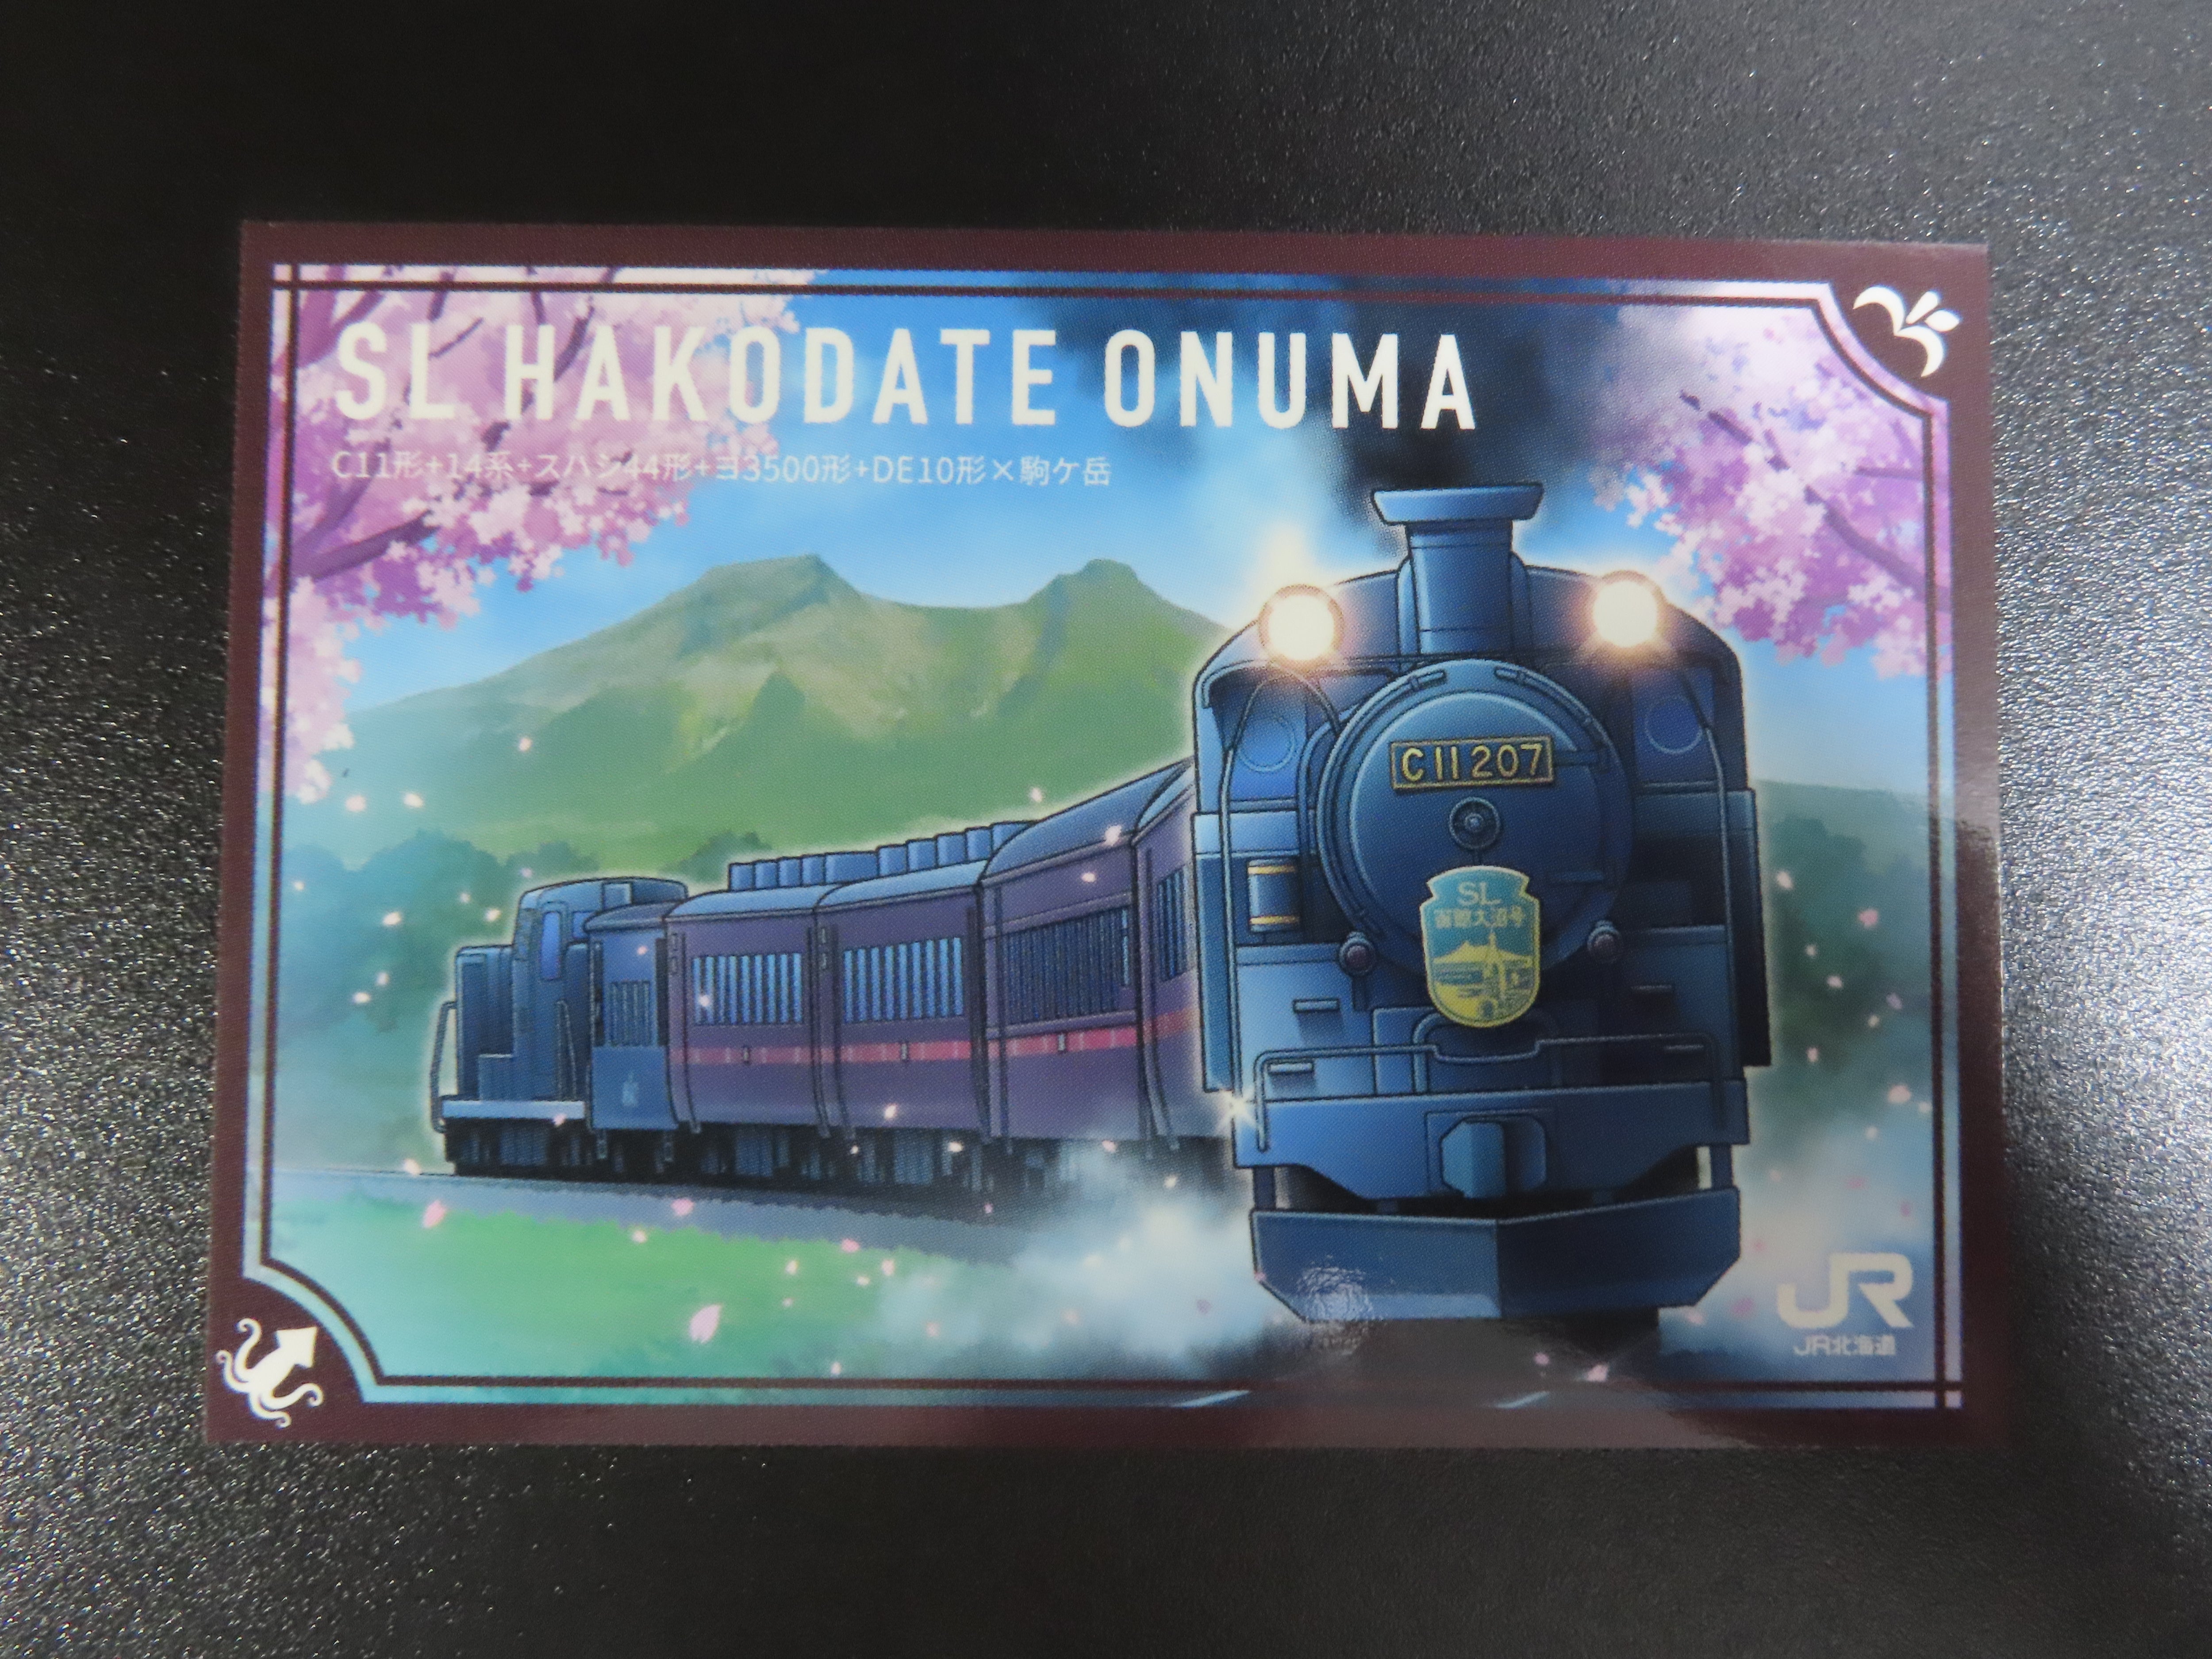 SL HAKODATE ONUMA
C11形+14系+スハシ44形+ヨ3500形+DE10形×駒ケ岳
C11 207
SL
函館大沼号
JR
JR北海道